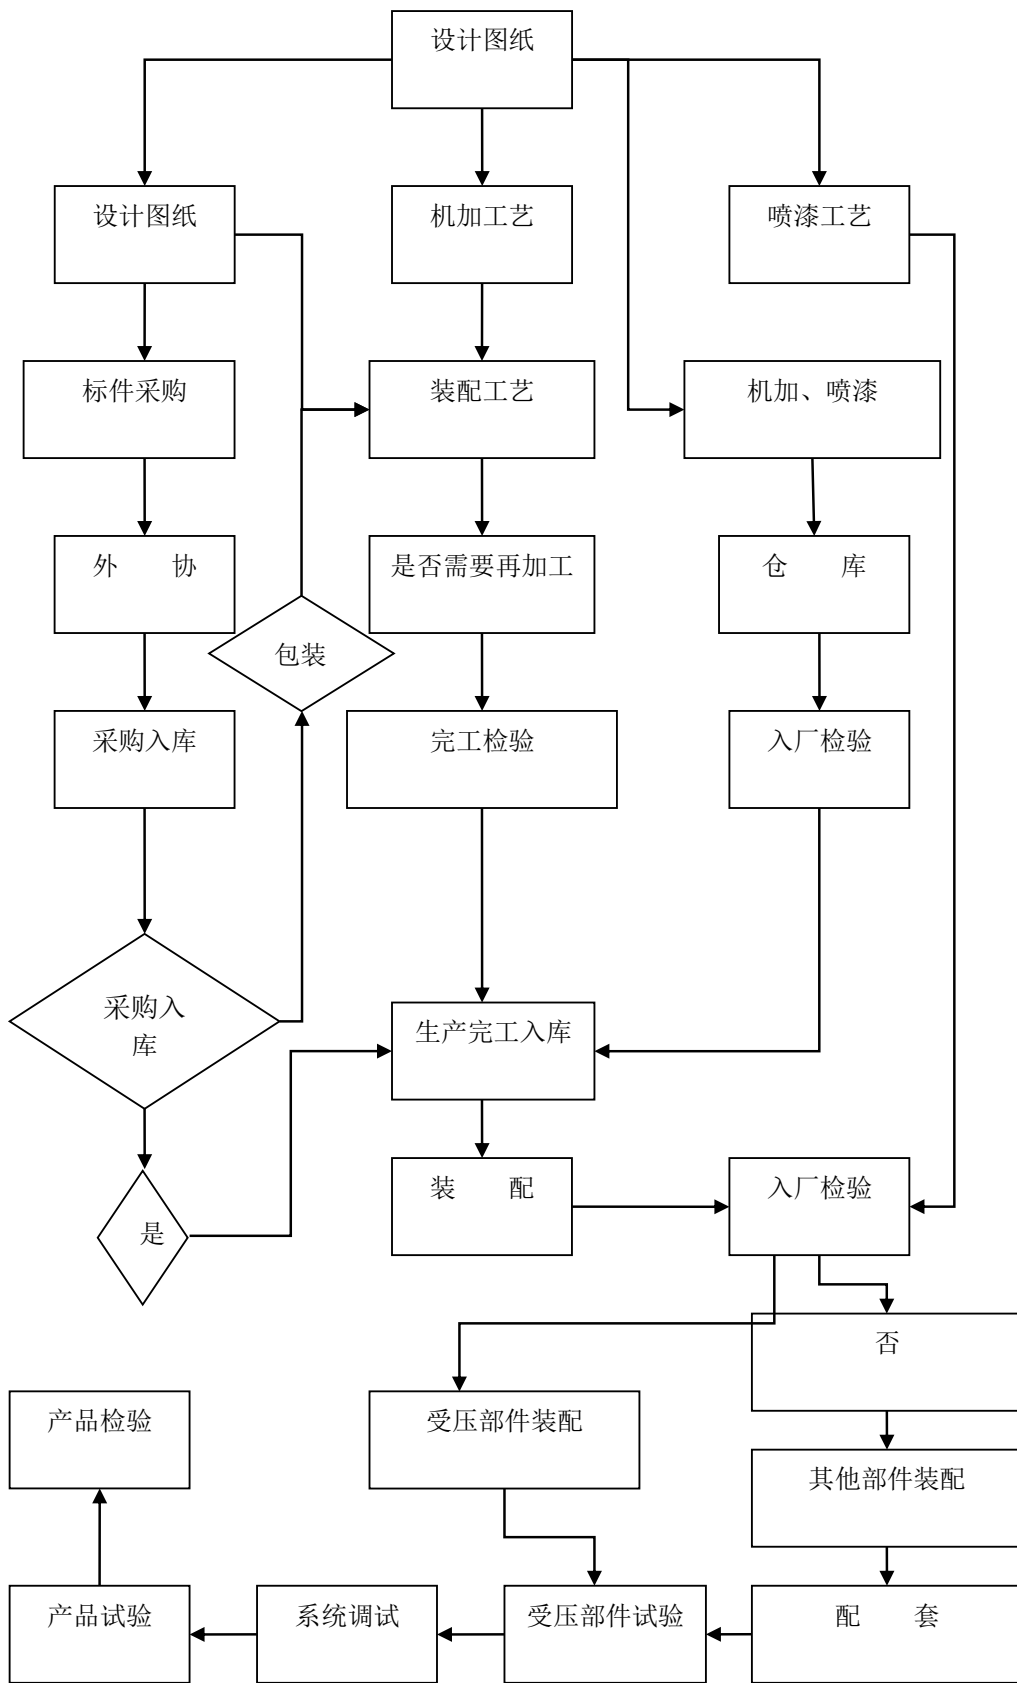 设计图纸
设计图纸
机加工艺
喷漆工艺
标件采购
装配工艺
机加、喷漆
外 协
是否需要再加工
仓 库
包装
采购入库
完工检验
入厂检验
采购入
库
生产完工入库
装 配
入厂检验
是
否
产品检验
受压部件装配
其他部件装配
产品试验
系统调试
受压部件试验
配 套